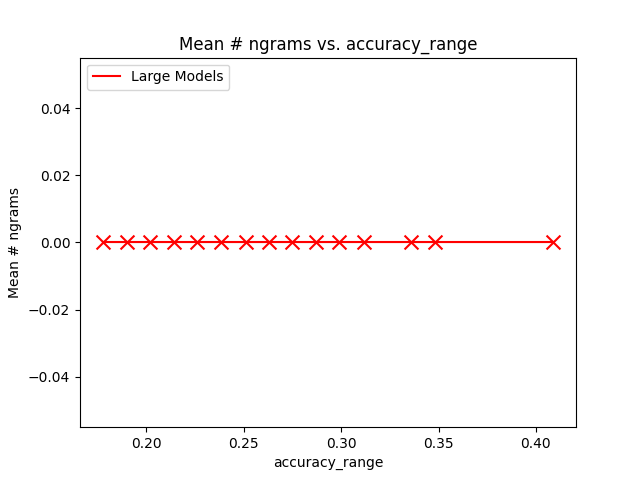 Mean # ngrams vs. accuracy_range
Large Models
Mean # ngrams
0.04
0.02
0.00
−0.02
−0.04
0.20 0.25 0.30 0.35 0.40
accuracy_range